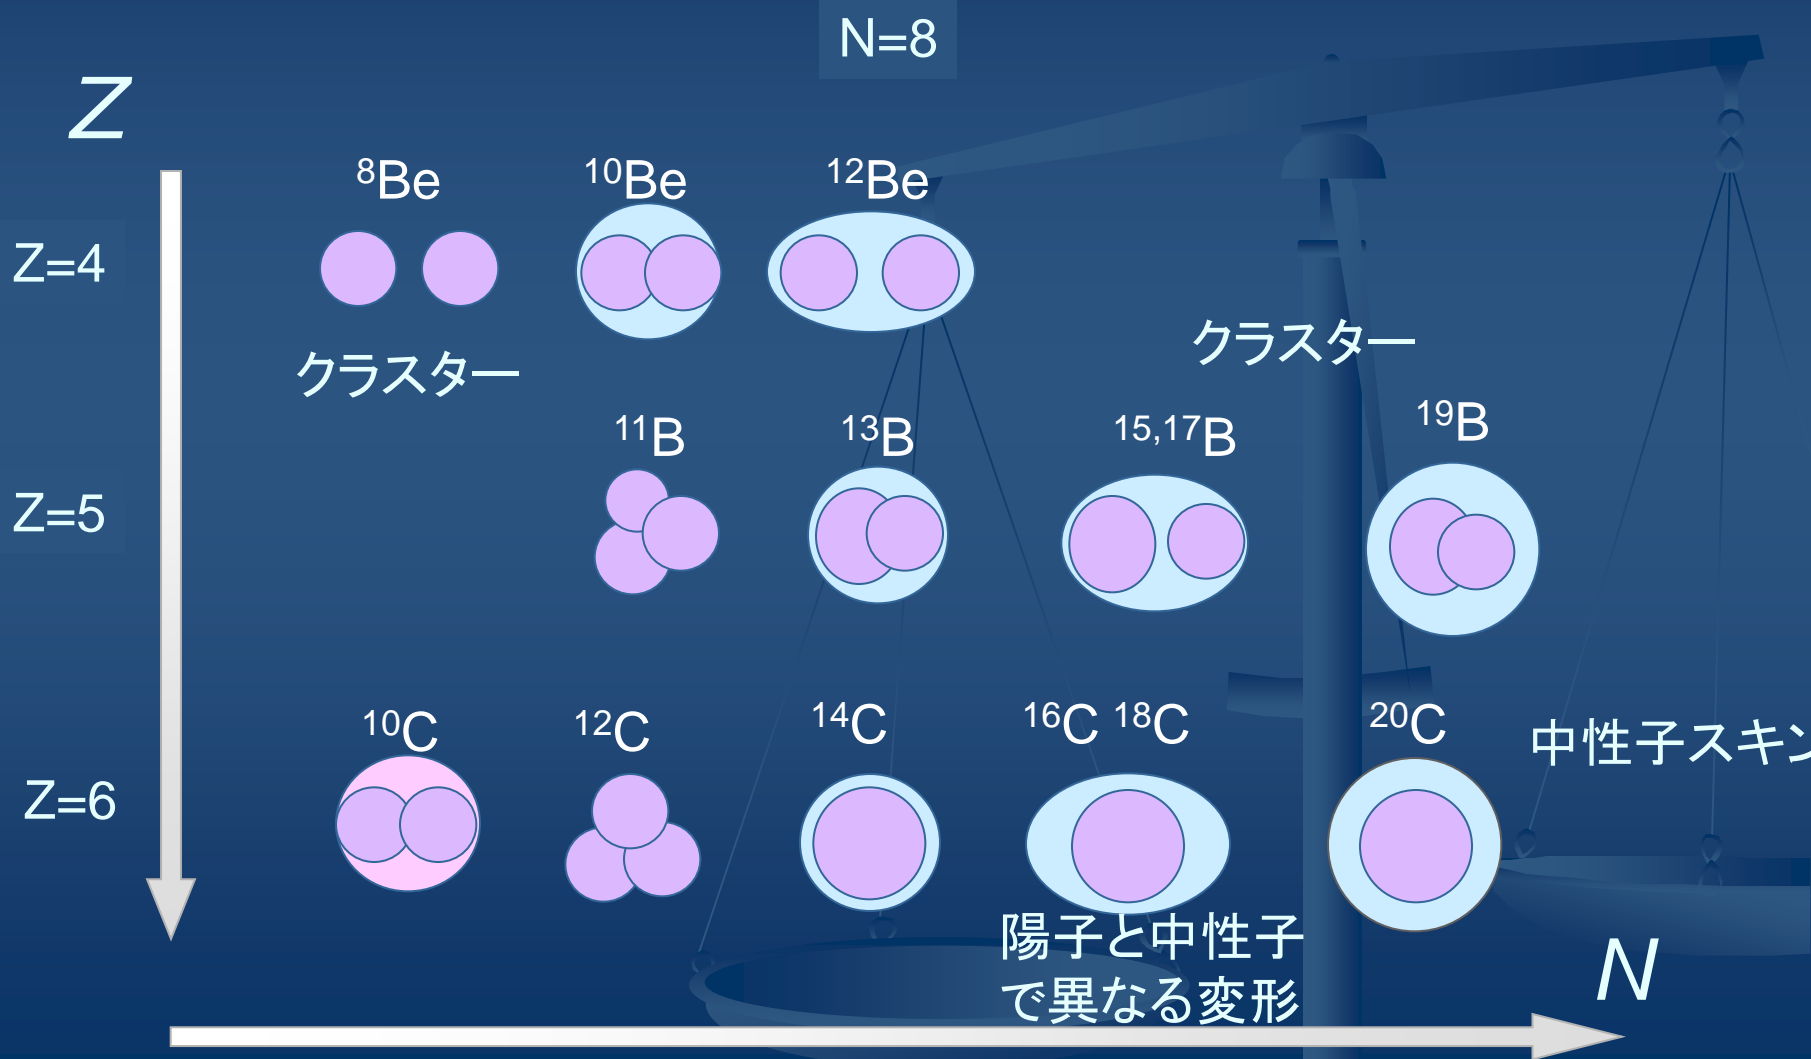 N=8
Z
⁸Be ¹⁰Be ¹²Be
Z=4
クラスター
クラスター
¹¹B ¹³B ¹⁵,¹⁷B ¹⁹B
Z=5
¹⁰C ¹²C ¹⁴C ¹⁶C ¹⁸C ²⁰C
中性子スキン
Z=6
陽子と中性子
で異なる変形
N